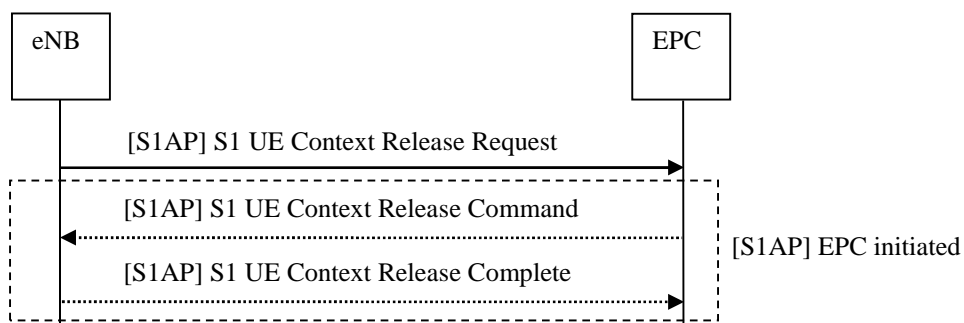 eNB
EPC
[S1AP] S1 UE Context Release Request
[S1AP] S1 UE Context Release Command
[S1AP] EPC initiated
[S1AP] S1 UE Context Release Complete